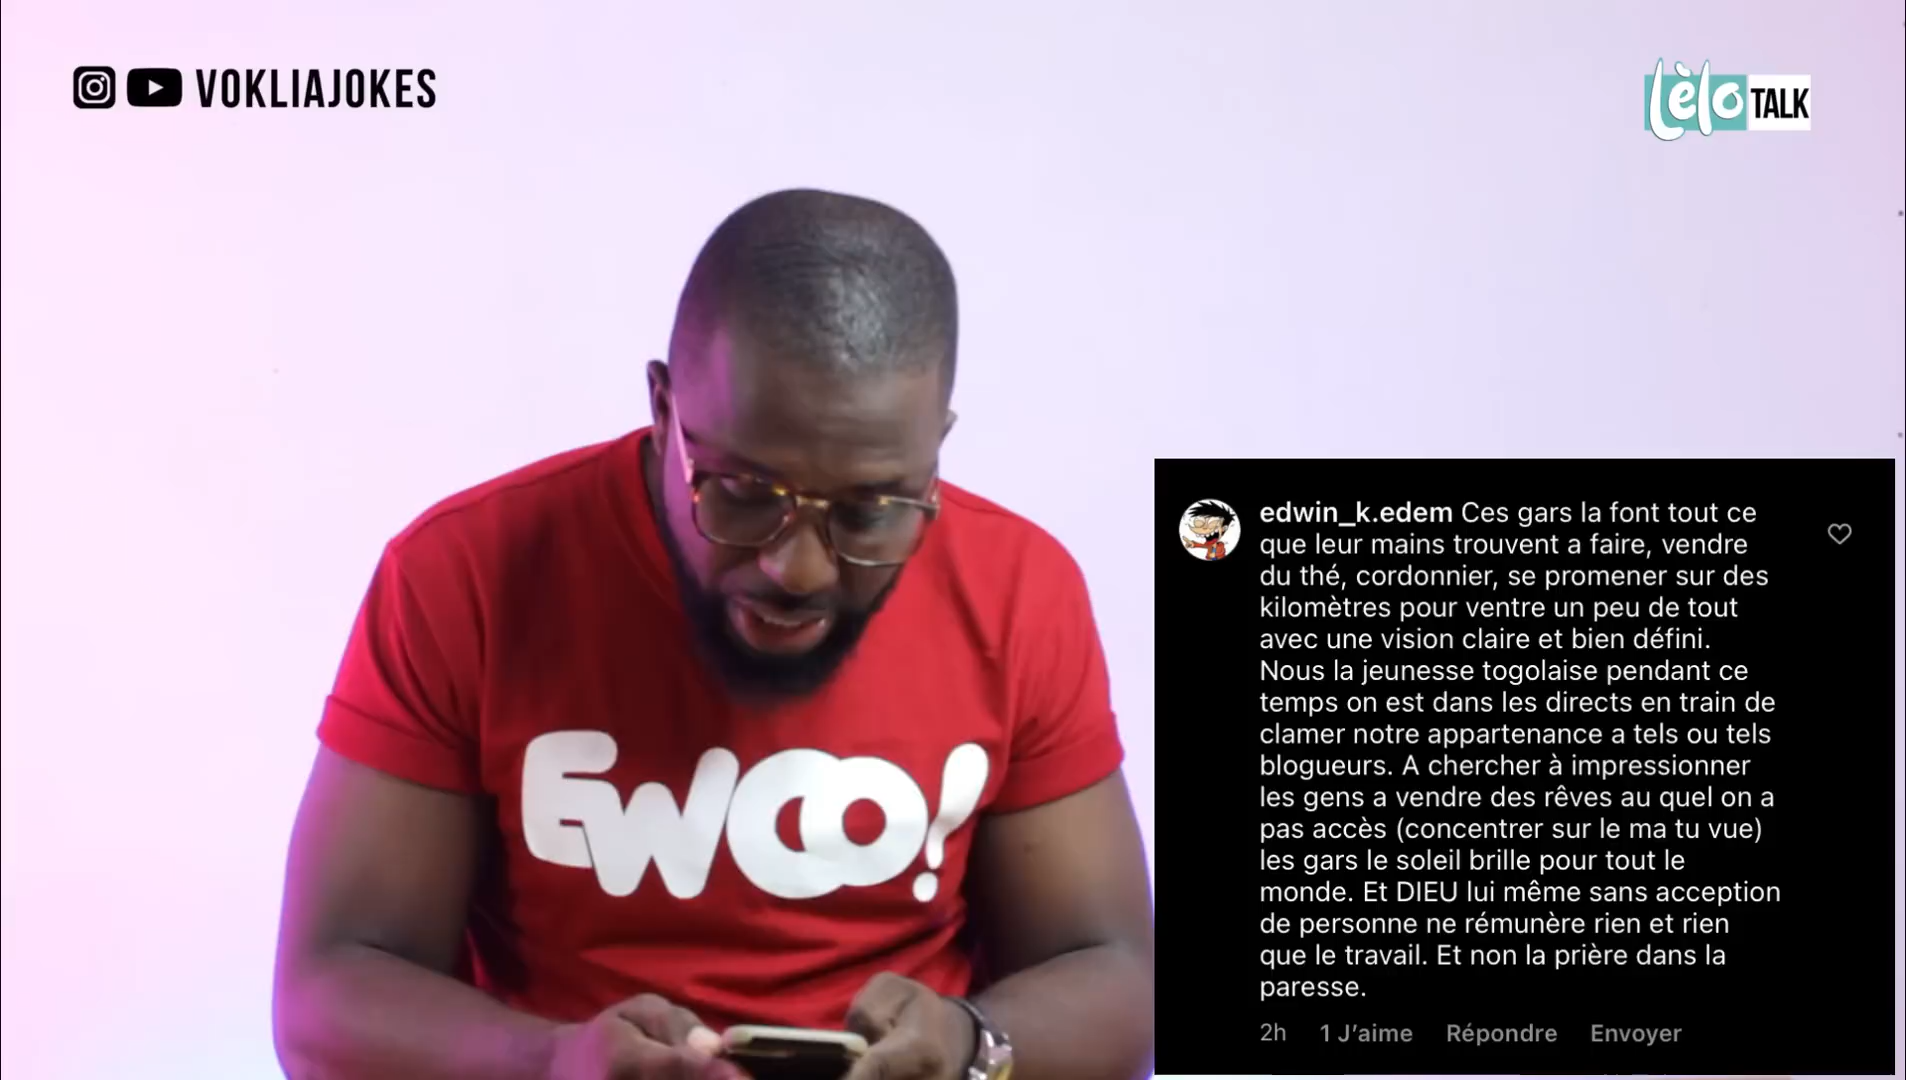 VOKLIAJOKES
Lèlo TALK
EWOO!
edwin_k.edem Ces gars la font tout ce
que leur mains trouvent a faire, vendre
du thé, cordonnier, se promener sur des
kilomètres pour ventre un peu de tout
avec une vision claire et bien défini.
Nous la jeunesse togolaise pendant ce
temps on est dans les directs en train de
clamer notre appartenance a tels ou tels
blogueurs. A chercher à impressionner
les gens a vendre des rêves au quel on a
pas accès (concentrer sur le ma tu vue)
les gars le soleil brille pour tout le
monde. Et DIEU lui même sans acception
de personne ne rémunère rien et rien
que le travail. Et non la prière dans la
paresse.
2h 1 J'aime Répondre Envoyer